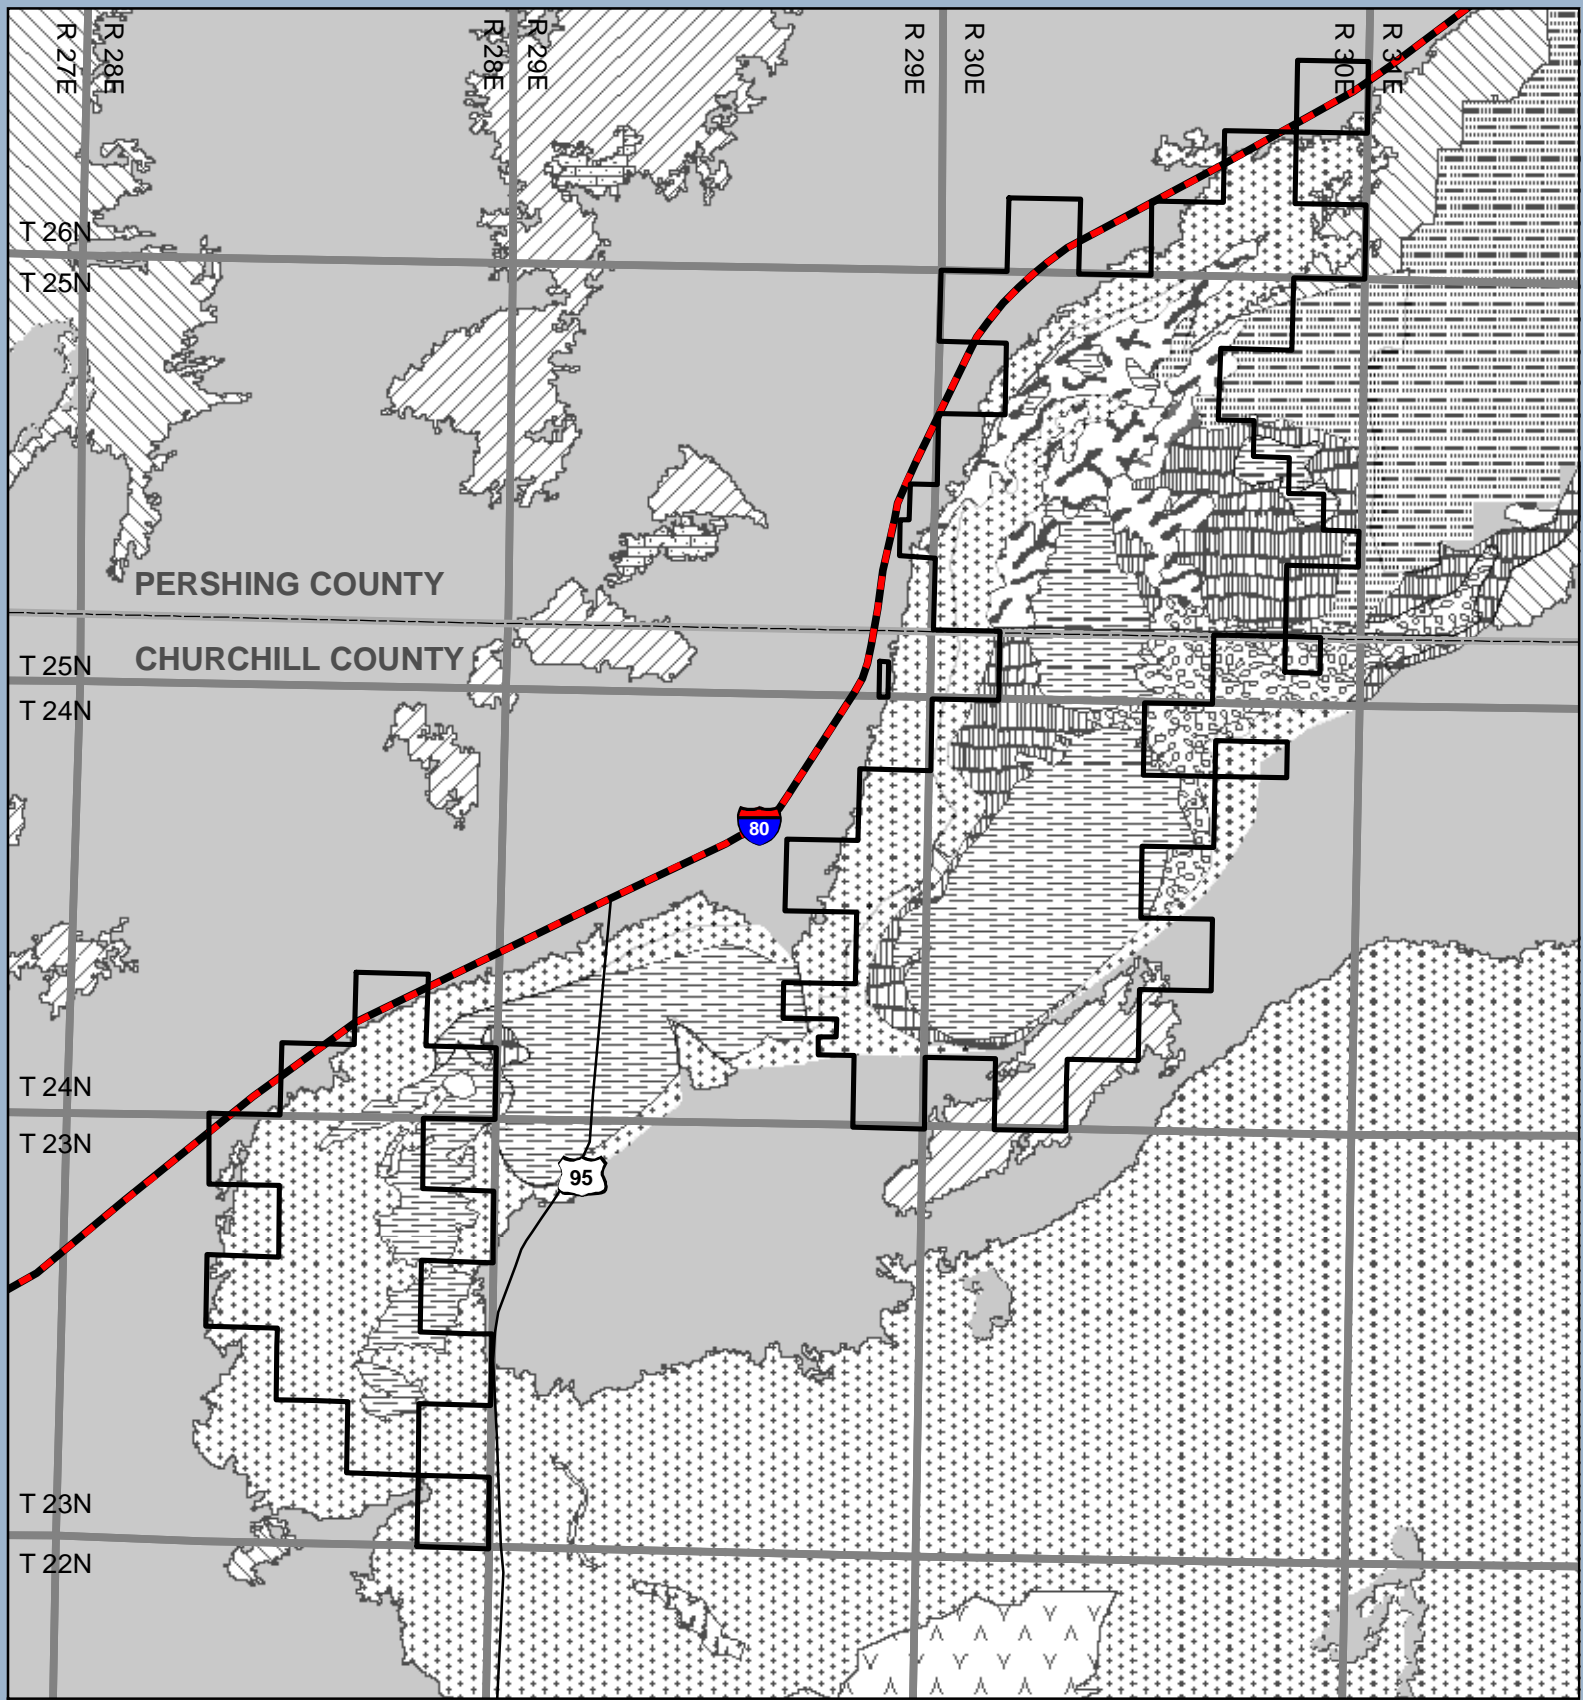 R 27E
R 28E
R 28E
R 29E
R 29E
R 30E
R 30E
R 31E
T 26N
T 25N
PERSHING COUNTY
CHURCHILL COUNTY
T 25N
T 24N
80
T 24N
T 23N
95
T 23N
T 22N